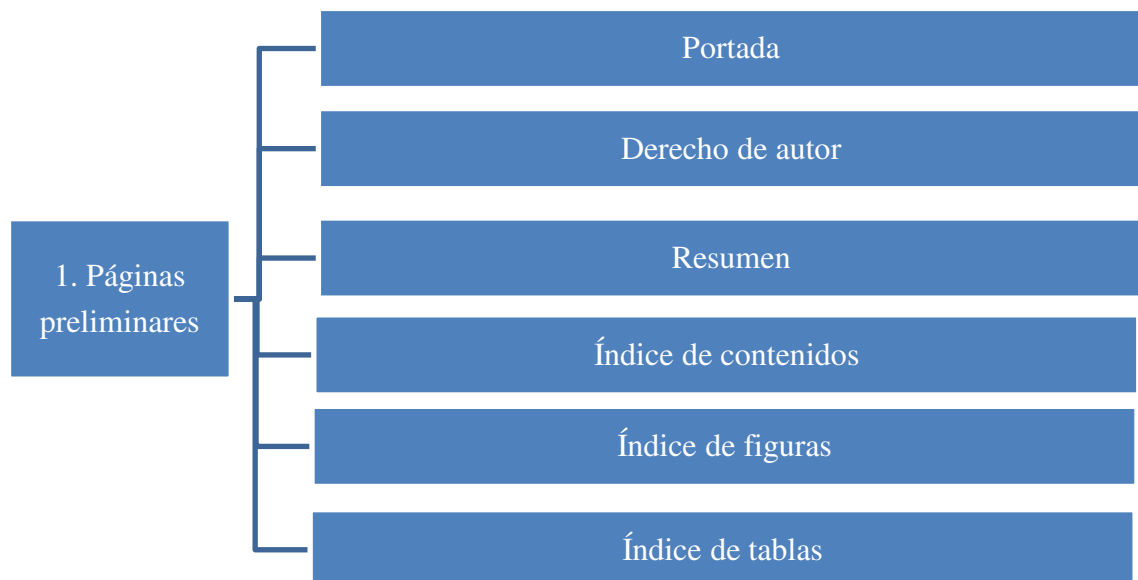 1. Páginas
preliminares
Portada
Derecho de autor
Resumen
Índice de contenidos
Índice de figuras
Índice de tablas